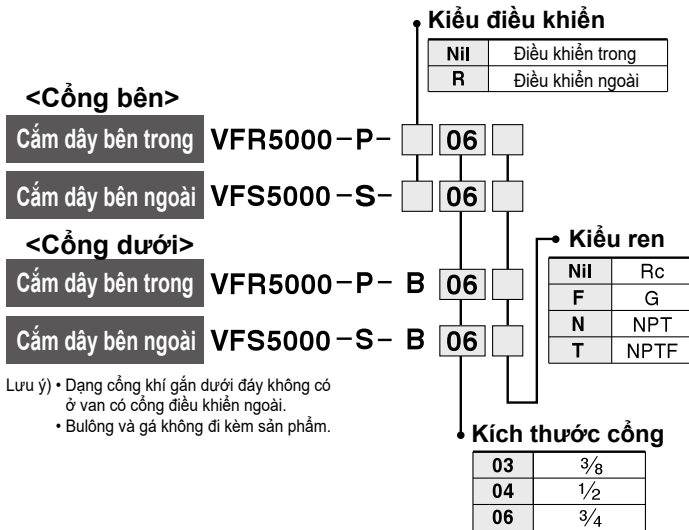 Kiểu điều khiển
Nil Điều khiển trong
R Điều khiển ngoài
<Cổng bên>
Cắm dây bên trong VFR5000-P- 06
Cắm dây bên ngoài VFS5000-S- 06
<Cổng dưới>
Cắm dây bên trong VFR5000-P- B 06
Cắm dây bên ngoài VFS5000-S- B 06
Kiểu ren
Nil Rc
F G
N NPT
T NPTF
Lưu ý) • Dạng cổng khí gắn dưới đáy không có
ở van có cổng điều khiển ngoài.
• Bulông và gá không đi kèm sản phẩm.
Kích thước cổng
03 3/8
04 1/2
06 3/4